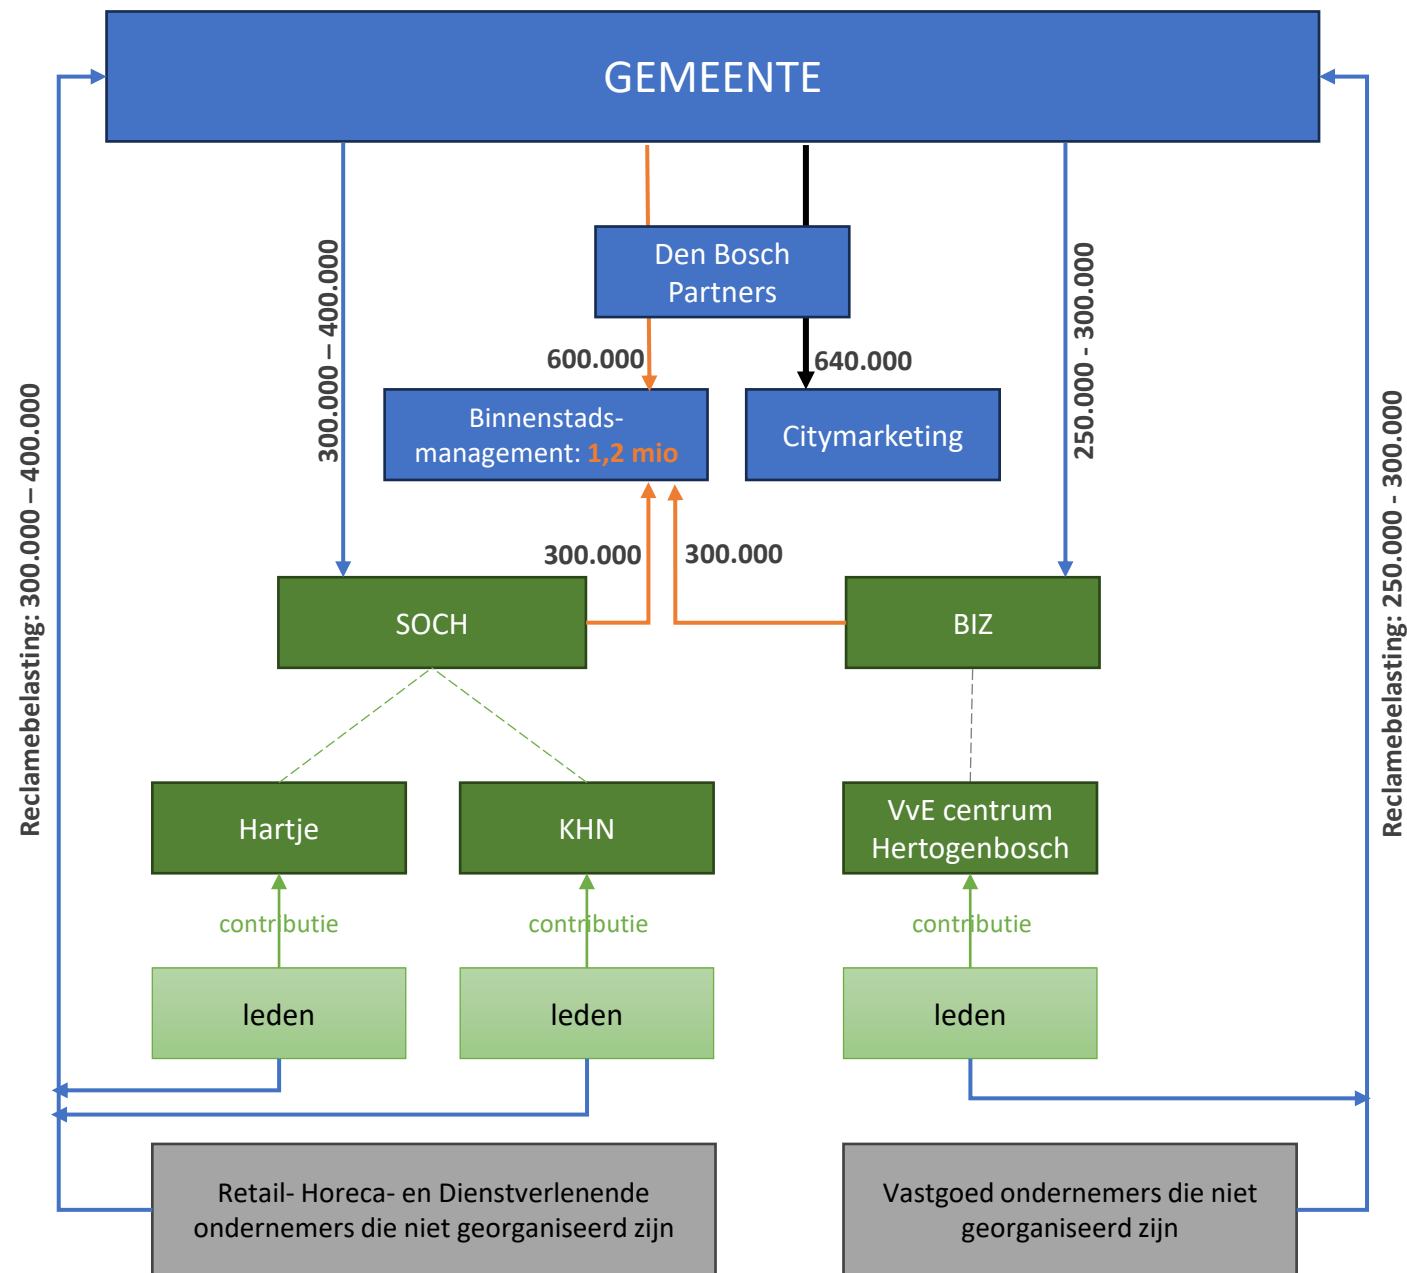 GEMEENTE
Den Bosch
Partners
300.000 – 400.000
250.000 - 300.000
600.000
640.000
Binnenstads-
management: 1,2 mio
Citymarketing
Reclamebelasting: 300.000 – 400.000
Reclamebelasting: 250.000 - 300.000
300.000
300.000
SOCH
BIZ
Hartje
KHN
VvE centrum
Hertogenbosch
contributie
contributie
contributie
leden
leden
leden
Retail- Horeca- en Dienstverlenende
ondernemers die niet georganiseerd zijn
Vastgoed ondernemers die niet
georganiseerd zijn